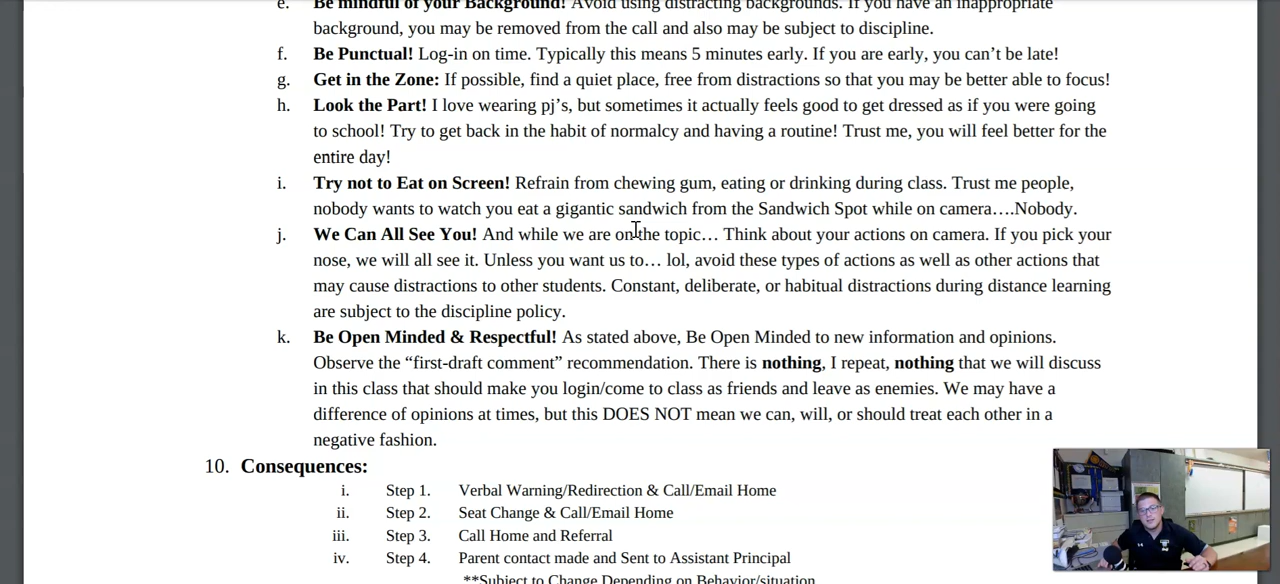 e. Be mindful of your Background! Avoid using distracting backgrounds. If you have an inappropriate
background, you may be removed from the call and also may be subject to discipline.
f. Be Punctual! Log-in on time. Typically this means 5 minutes early. If you are early, you can’t be late!
g. Get in the Zone: If possible, find a quiet place, free from distractions so that you may be better able to focus!
h. Look the Part! I love wearing pj’s, but sometimes it actually feels good to get dressed as if you were going
to school! Try to get back in the habit of normalcy and having a routine! Trust me, you will feel better for the
entire day!
i. Try not to Eat on Screen! Refrain from chewing gum, eating or drinking during class. Trust me people,
nobody wants to watch you eat a gigantic sandwich from the Sandwich Spot while on camera….Nobody.
j. We Can All See You! And while we are on the topic… Think about your actions on camera. If you pick your
nose, we will all see it. Unless you want us to… lol, avoid these types of actions as well as other actions that
may cause distractions to other students. Constant, deliberate, or habitual distractions during distance learning
are subject to the discipline policy.
k. Be Open Minded & Respectful! As stated above, Be Open Minded to new information and opinions.
Observe the “first-draft comment” recommendation. There is nothing, I repeat, nothing that we will discuss
in this class that should make you login/come to class as friends and leave as enemies. We may have a
difference of opinions at times, but this DOES NOT mean we can, will, or should treat each other in a
negative fashion.
10. Consequences:
i. Step 1. Verbal Warning/Redirection & Call/Email Home
ii. Step 2. Seat Change & Call/Email Home
iii. Step 3. Call Home and Referral
iv. Step 4. Parent contact made and Sent to Assistant Principal
**Subject to Change Depending on Behavior/situation